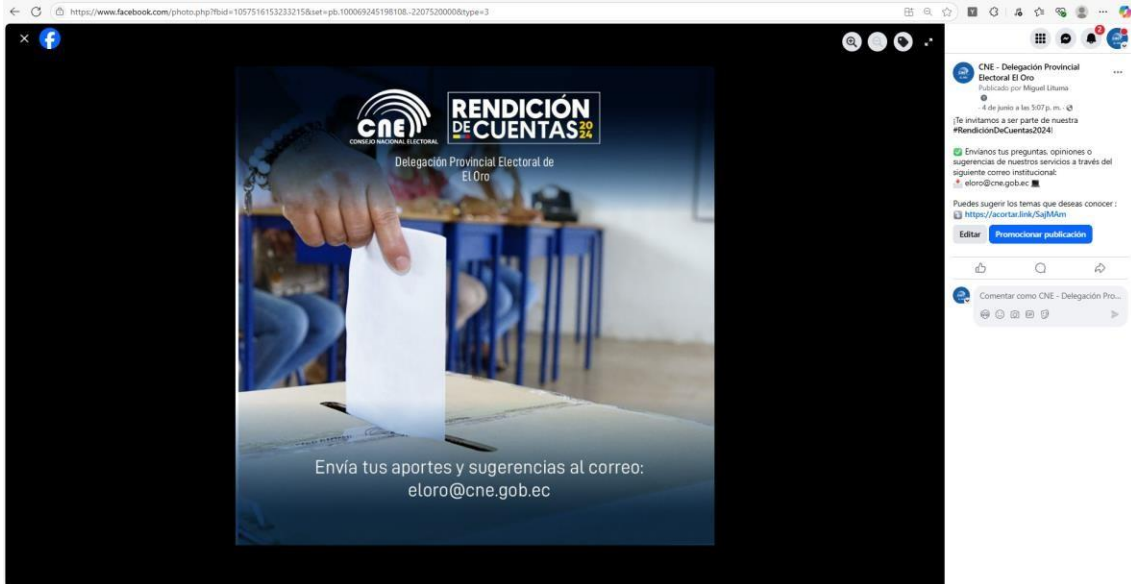 https://www.facebook.com/photo.php?fbid=1057516153233215&set=pb.100069245198108.-2207520000&type=3
CNE
CONSEJO NACIONAL ELECTORAL
RENDICIÓN
DE CUENTAS 2024
Delegación Provincial Electoral de
El Oro
Envía tus aportes y sugerencias al correo:
eloro@cne.gob.ec
2
CNE - Delegación Provincial
Electoral El Oro
Publicado por Miguel Lituma
· 4 de junio a las 5:07 p. m. ·
¡Te invitamos a ser parte de nuestra
#RendiciónDeCuentas2024!
✅ Envíanos tus preguntas, opiniones o
sugerencias de nuestros servicios a través del
siguiente correo institucional:
📩 eloro@cne.gob.ec 💻
Puedes sugerir los temas que deseas conocer :
https://acortar.link/SajMAm
Editar
Promocionar publicación
Comentar como CNE - Delegación Pro...